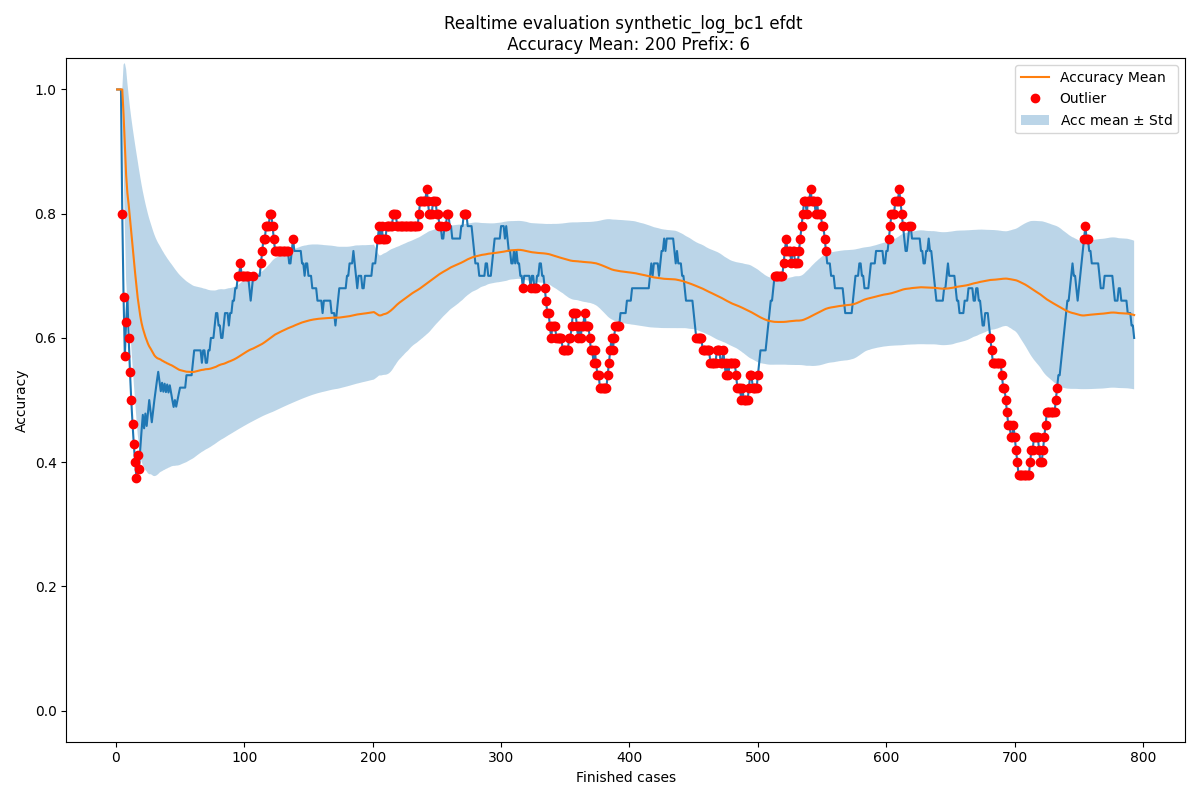 Realtime evaluation synthetic_log_bc1 efdt
Accuracy Mean: 200 Prefix: 6
Accuracy Mean
Outlier
Acc mean ± Std
1.0
0.8
0.6
0.4
0.2
0.0
Accuracy
0 100 200 300 400 500 600 700 800
Finished cases